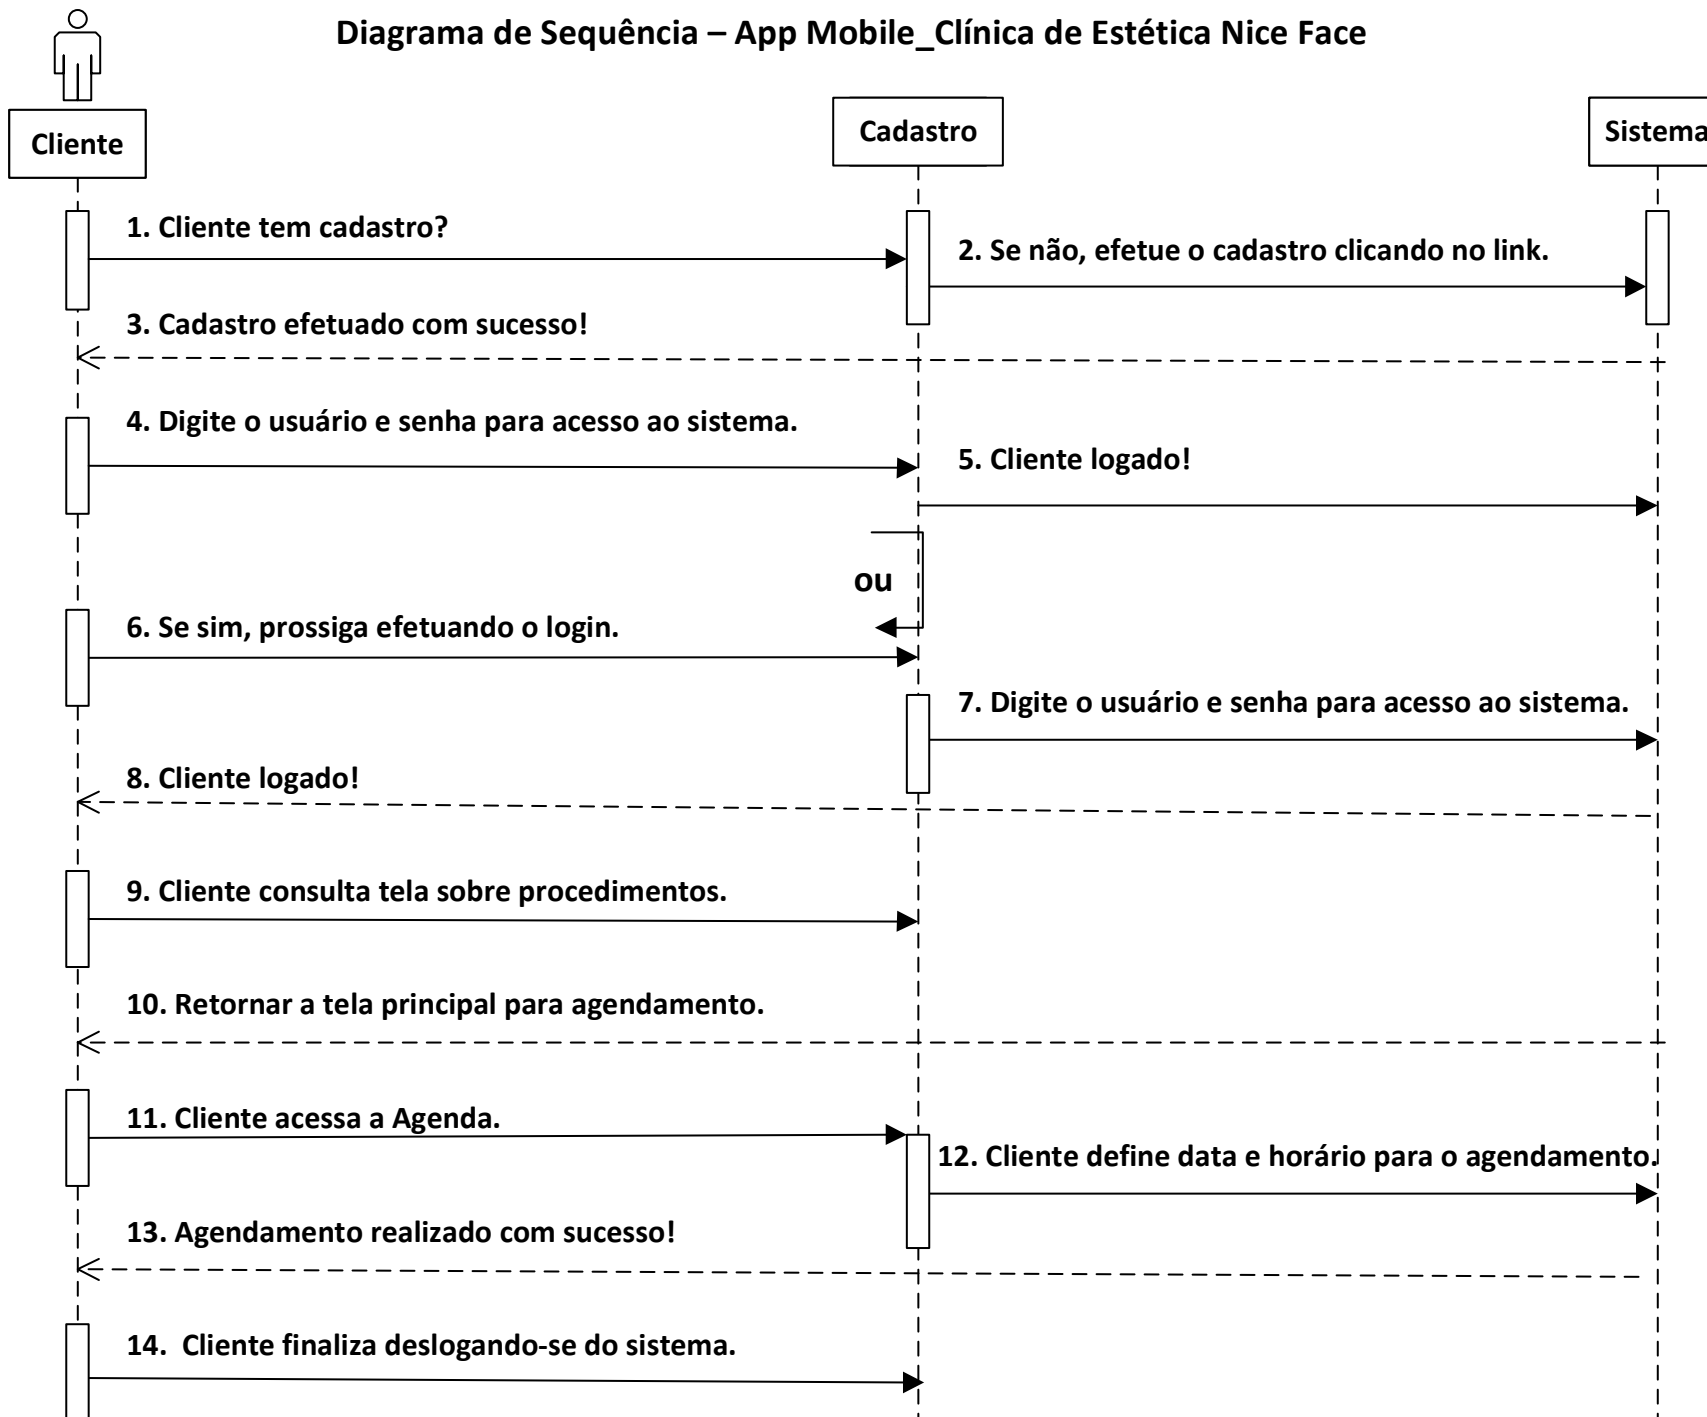 Diagrama de Sequência – App Mobile_Clínica de Estética Nice Face
Cliente
Cadastro
Sistema
1. Cliente tem cadastro?
2. Se não, efetue o cadastro clicando no link.
3. Cadastro efetuado com sucesso!
4. Digite o usuário e senha para acesso ao sistema.
5. Cliente logado!
ou
6. Se sim, prossiga efetuando o login.
7. Digite o usuário e senha para acesso ao sistema.
8. Cliente logado!
9. Cliente consulta tela sobre procedimentos.
10. Retornar a tela principal para agendamento.
11. Cliente acessa a Agenda.
12. Cliente define data e horário para o agendamento.
13. Agendamento realizado com sucesso!
14. Cliente finaliza deslogando-se do sistema.